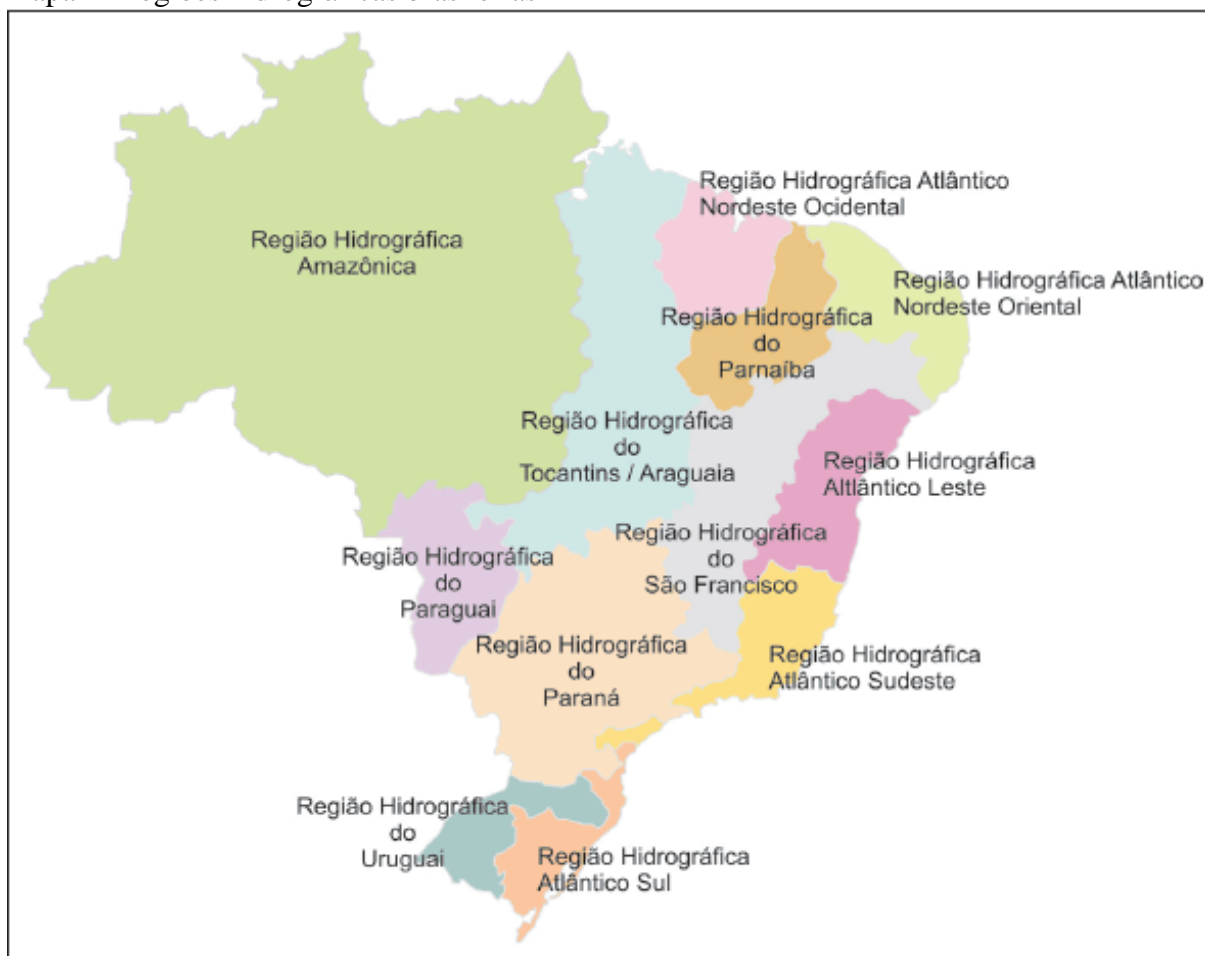 Região Hidrográfica Atlântico
Nordeste Ocidental
Região Hidrográfica
Amazônica
Região Hidrográfica Atlântico
Nordeste Oriental
Região Hidrográfica
do
Parnaíba
Região Hidrográfica
do
Tocantins / Araguaia
Região Hidrográfica
Altlântico Leste
Região Hidrográfica
do
São Francisco
Região Hidrográfica
do
Paraguai
Região Hidrográfica
do
Paraná
Região Hidrográfica
Atlântico Sudeste
Região Hidrográfica
do
Uruguai
Região Hidrográfica
Atlântico Sul